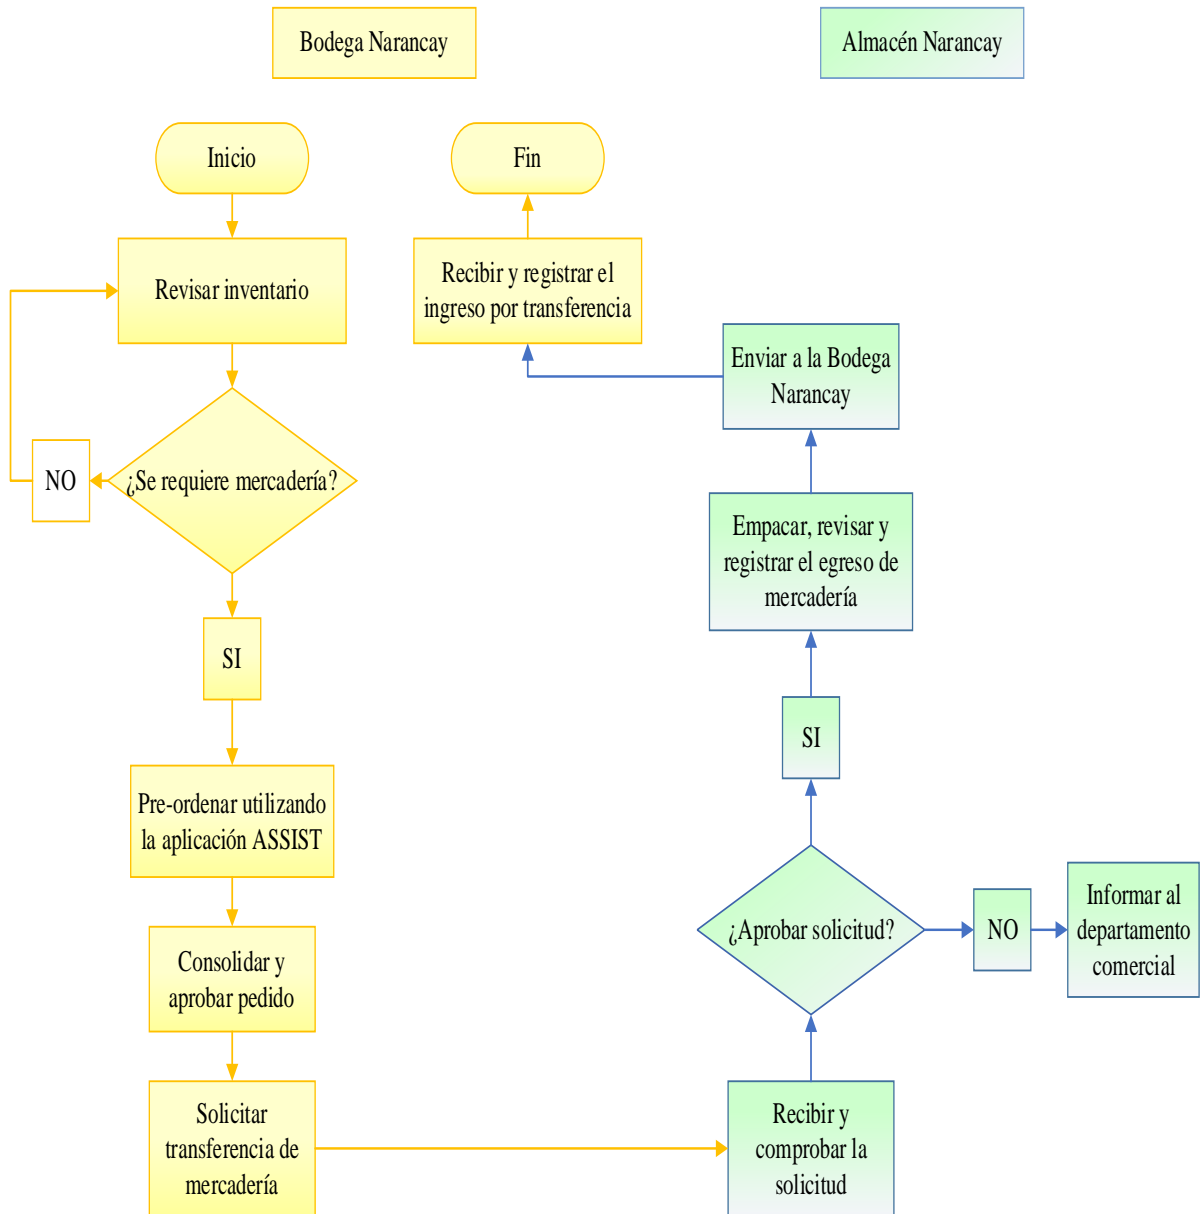 Bodega Narancay
Almacén Narancay
Inicio
Revisar inventario
¿Se requiere mercadería?
NO
SI
Pre-ordenar utilizando
la aplicación ASSIST
Consolidar y
aprobar pedido
Solicitar
transferencia de
mercadería
Recibir y
comprobar la
solicitud
¿Aprobar solicitud?
NO
Informar al
departamento
comercial
SI
Empacar, revisar y
registrar el egreso de
mercadería
Enviar a la Bodega
Narancay
Recibir y registrar el
ingreso por transferencia
Fin